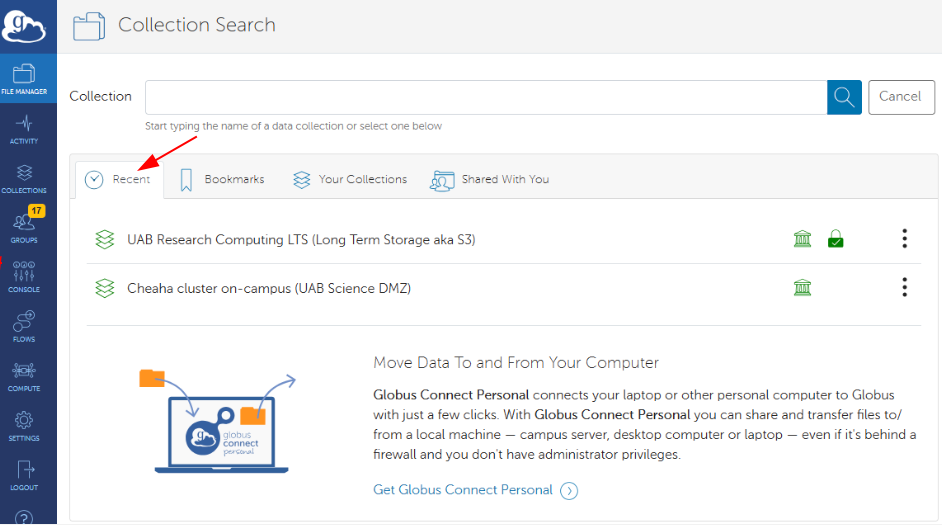 Collection Search
FILE MANAGER
ACTIVITY
COLLECTIONS
17
GROUPS
CONSOLE
FLOWS
COMPUTE
SETTINGS
LOGOUT
Collection
Cancel
Start typing the name of a data collection or select one below
Recent
Bookmarks
Your Collections
Shared With You
UAB Research Computing LTS (Long Term Storage aka S3)
Cheaha cluster on-campus (UAB Science DMZ)
g
globus
connect
personal
Move Data To and From Your Computer
Globus Connect Personal connects your laptop or other personal computer to Globus
with just a few clicks. With Globus Connect Personal you can share and transfer files to/
from a local machine — campus server, desktop computer or laptop — even if it's behind a
firewall and you don't have administrator privileges.
Get Globus Connect Personal